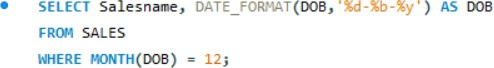 SELECT Salesname, DATE_FORMAT(DOB,'%d-%b-%y') AS DOB
FROM SALES
WHERE MONTH(DOB) = 12;